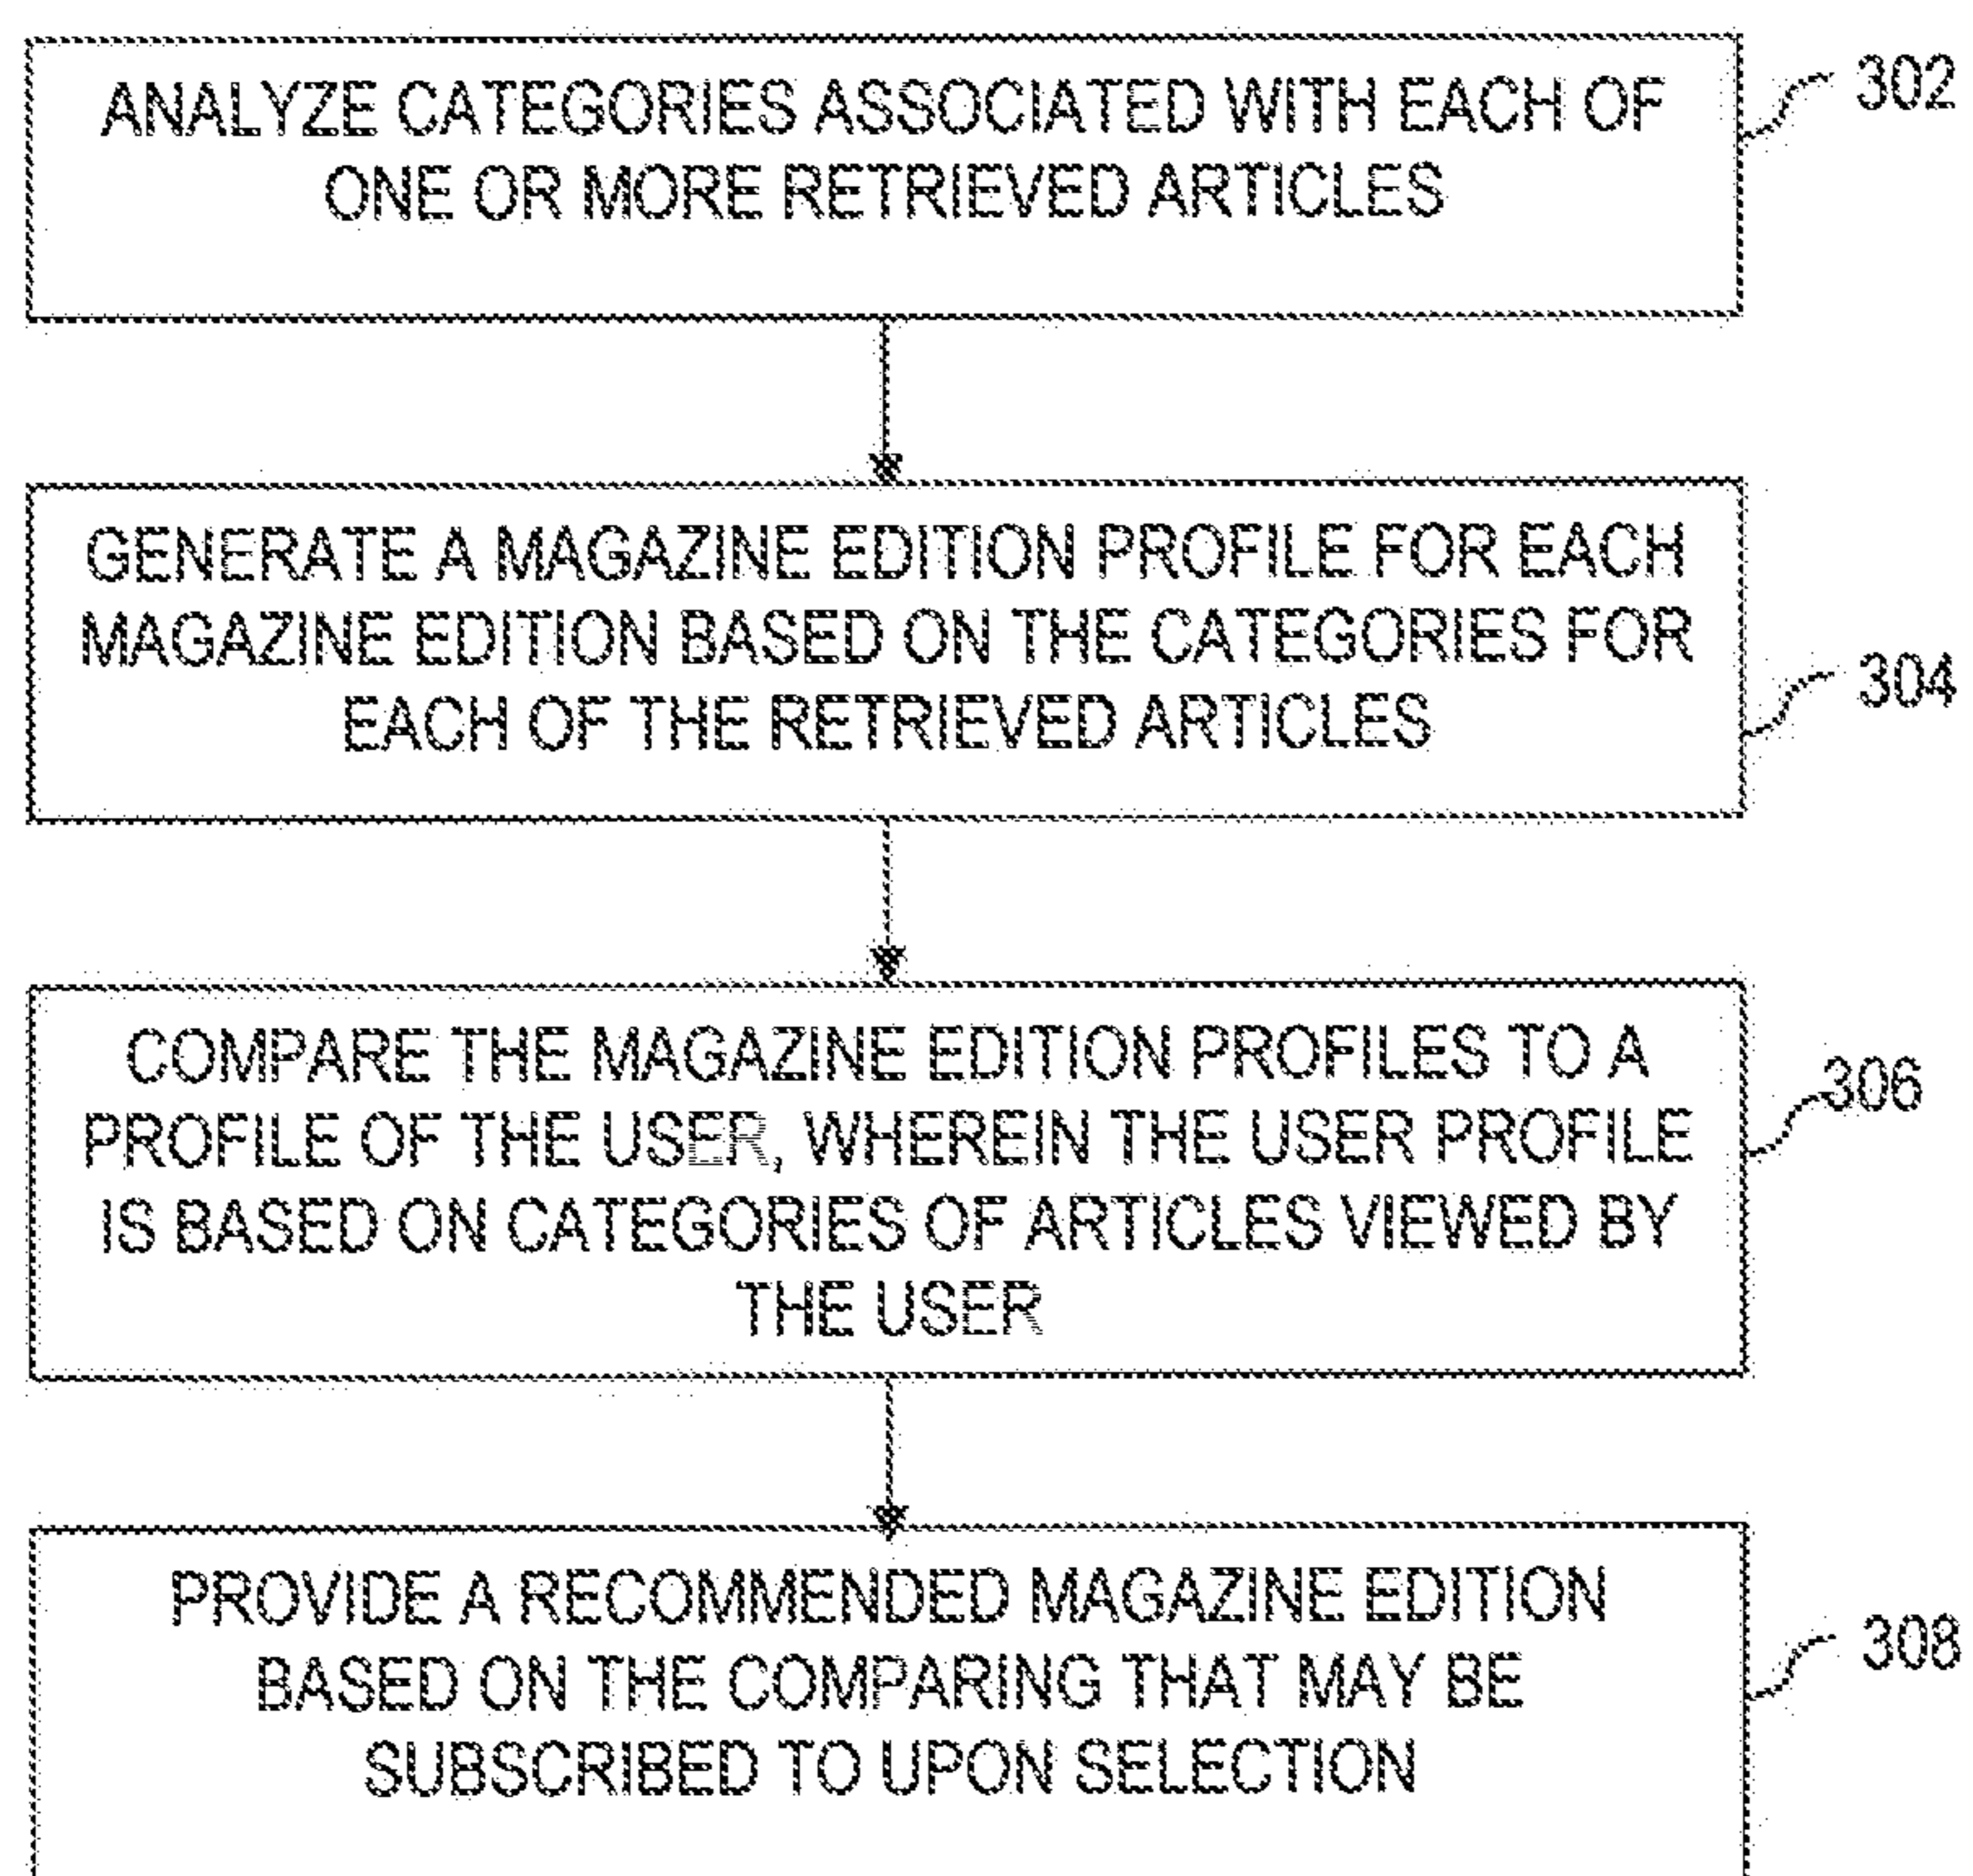 ANALYZE CATEGORIES ASSOCIATED WITH EACH OF
ONE OR MORE RETRIEVED ARTICLES
302
GENERATE A MAGAZINE EDITION PROFILE FOR EACH
MAGAZINE EDITION BASED ON THE CATEGORIES FOR
EACH OF THE RETRIEVED ARTICLES
304
COMPARE THE MAGAZINE EDITION PROFILES TO A
PROFILE OF THE USER, WHEREIN THE USER PROFILE
IS BASED ON CATEGORIES OF ARTICLES VIEWED BY
THE USER
306
PROVIDE A RECOMMENDED MAGAZINE EDITION
BASED ON THE COMPARING THAT MAY BE
SUBSCRIBED TO UPON SELECTION
308